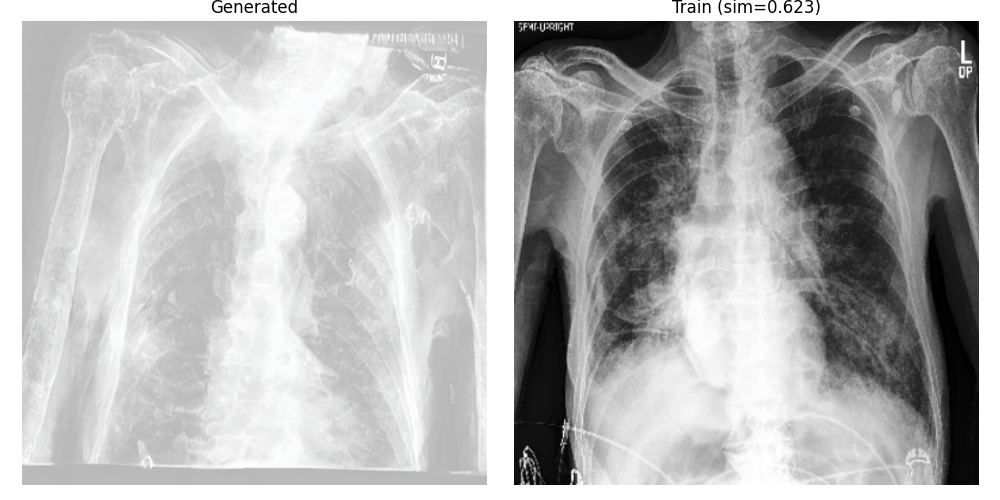 Generated
Train (sim=0.623)
SEMI-UPRIGHT
L
OP